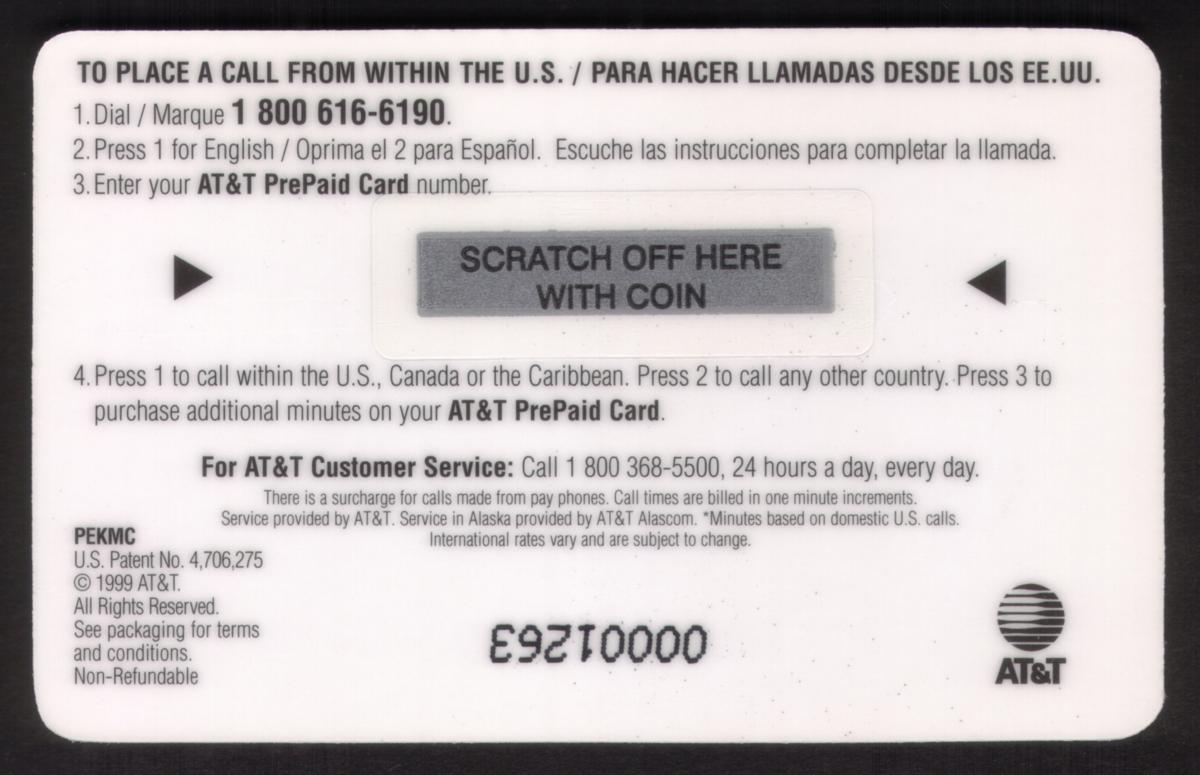 TO PLACE A CALL FROM WITHIN THE U.S. / PARA HACER LLAMADAS DESDE LOS EE.UU.
1. Dial / Marque 1 800 616-6190.
2. Press 1 for English / Oprima el 2 para Español. Escuche las instrucciones para completar la llamada.
3. Enter your AT&T PrePaid Card number.
SCRATCH OFF HERE
WITH COIN
4. Press 1 to call within the U.S., Canada or the Caribbean. Press 2 to call any other country. Press 3 to
purchase additional minutes on your AT&T PrePaid Card.
For AT&T Customer Service: Call 1 800 368-5500, 24 hours a day, every day.
There is a surcharge for calls made from pay phones. Call times are billed in one minute increments.
Service provided by AT&T. Service in Alaska provided by AT&T Alascom. *Minutes based on domestic U.S. calls.
International rates vary and are subject to change.
PEKMC
U.S. Patent No. 4,706,275
© 1999 AT&T.
All Rights Reserved.
See packaging for terms
and conditions.
Non-Refundable
00001263
AT&T